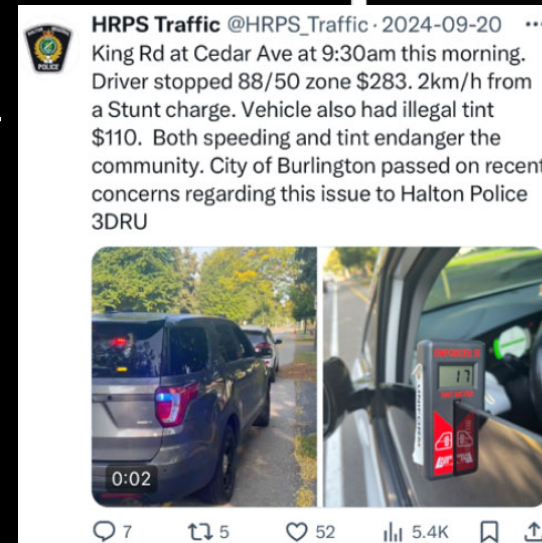 HRPS Traffic @HRPS_Traffic · 2024-09-20 ...
King Rd at Cedar Ave at 9:30am this morning.
Driver stopped 88/50 zone $283. 2km/h from
a Stunt charge. Vehicle also had illegal tint
$110. Both speeding and tint endanger the
community. City of Burlington passed on recent
concerns regarding this issue to Halton Police
3DRU
POLICE
17
0:02
7 5 52 5.4K